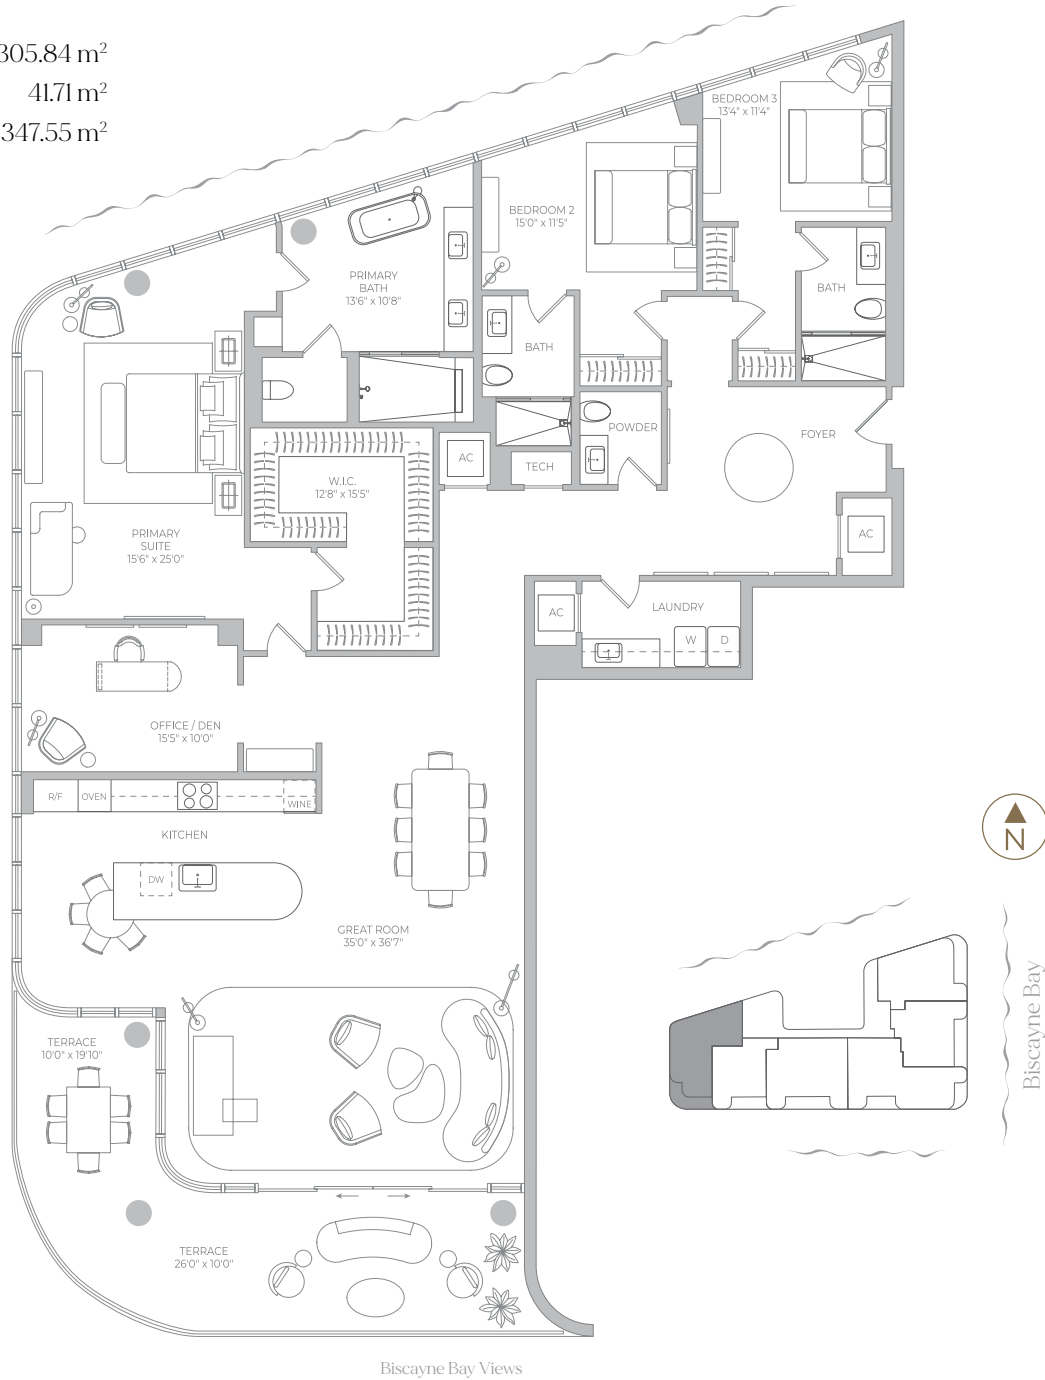 305.84 m²
41.71 m²
347.55 m²
BEDROOM 3
13'4" x 11'4"
BEDROOM 2
15'0" x 11'5"
PRIMARY
BATH
13'6" x 10'8"
BATH
BATH
POWDER
FOYER
AC
TECH
W.I.C.
12'8" x 15'5"
PRIMARY
SUITE
15'6" x 25'0"
AC
AC
LAUNDRY
W
D
OFFICE / DEN
15'5" x 10'0"
R/F
OVEN
WINE
KITCHEN
DW
GREAT ROOM
35'0" x 36'7"
N
TERRACE
10'0" x 19'10"
Biscayne Bay
TERRACE
26'0" x 10'0"
Biscayne Bay Views